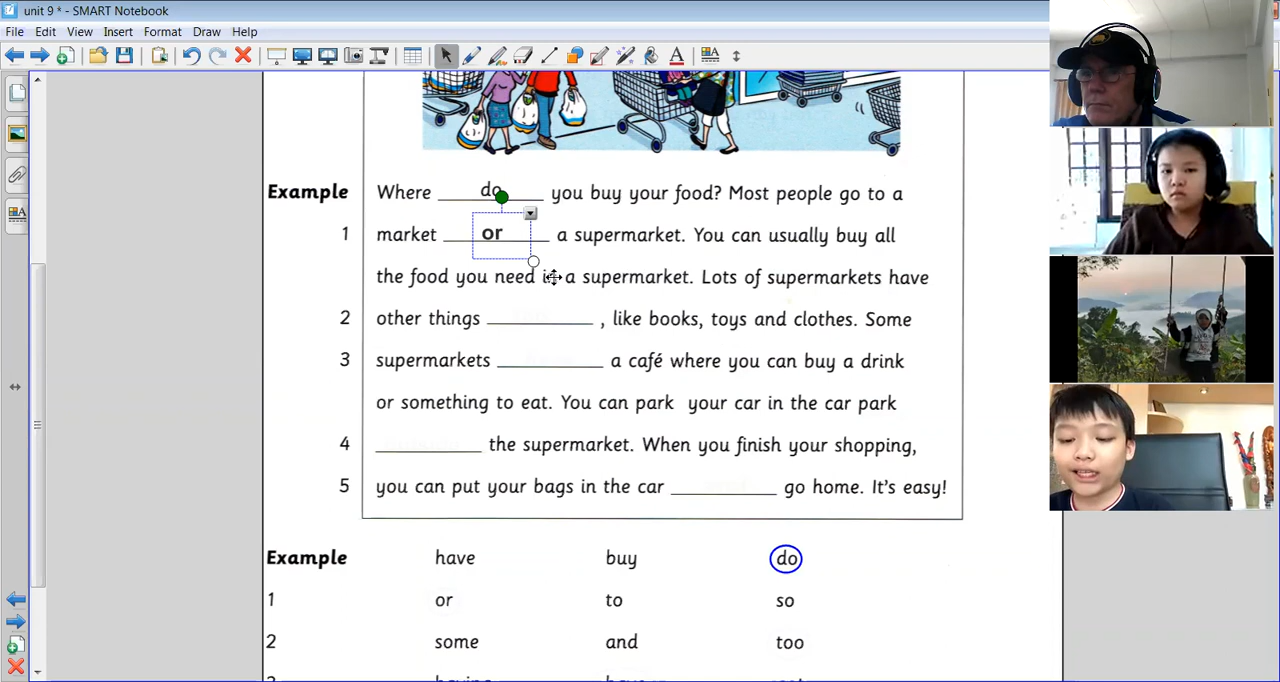 unit 9 * - SMART Notebook
File Edit View Insert Format Draw Help
Example Where do you buy your food? Most people go to a
1 market or a supermarket. You can usually buy all
the food you need in a supermarket. Lots of supermarkets have
2 other things ____ , like books, toys and clothes. Some
3 supermarkets ____ a café where you can buy a drink
or something to eat. You can park your car in the car park
4 ____ the supermarket. When you finish your shopping,
5 you can put your bags in the car ____ go home. It's easy!
Example have buy do
1 or to so
2 some and too